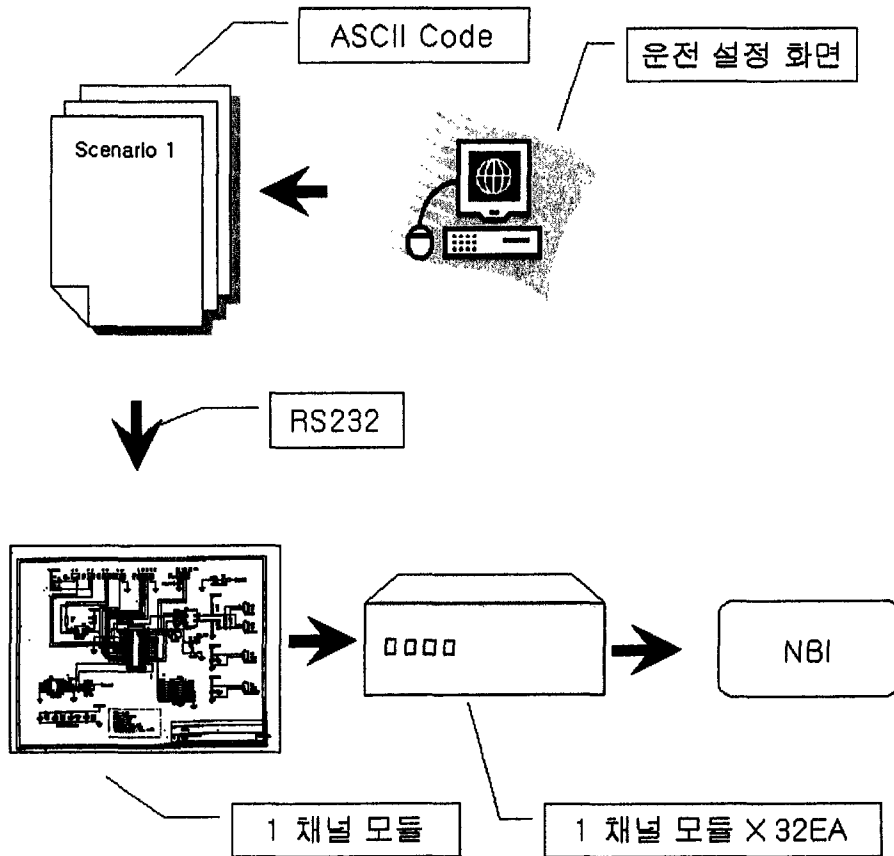 ASCII Code
운전 설정 화면
Scenario 1
RS232
NBI
1 채널 모듈
1 채널 모듈 X 32EA